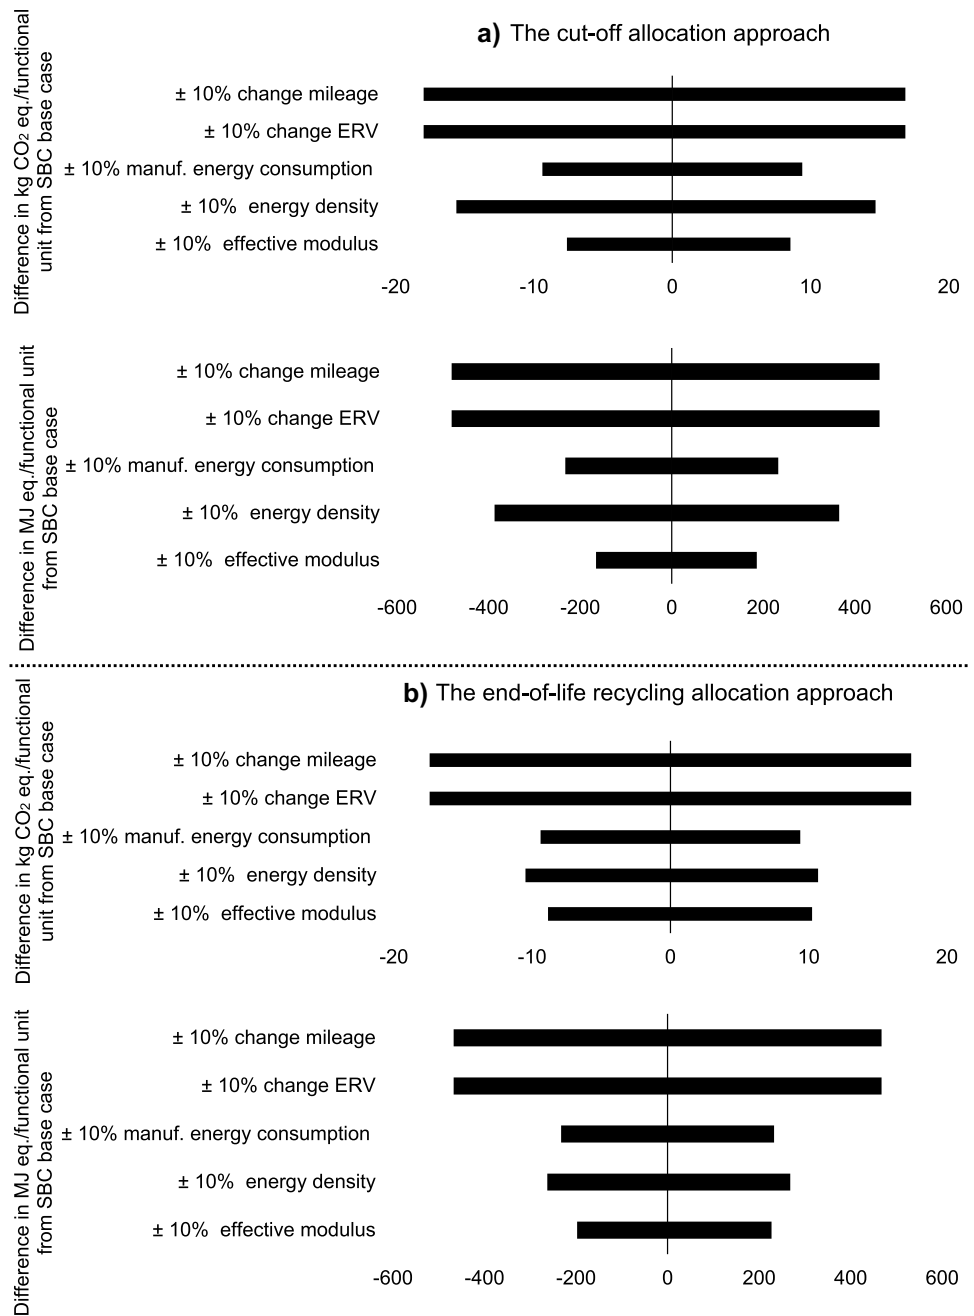 a) The cut-off allocation approach
Difference in kg CO₂ eq./functional
unit from SBC base case
± 10% change mileage
± 10% change ERV
± 10% manuf. energy consumption
± 10%  energy density
± 10%  effective modulus
-20 -10 0 10 20
Difference in MJ eq./functional unit
from SBC base case
± 10% change mileage
± 10% change ERV
± 10% manuf. energy consumption
± 10%  energy density
± 10%  effective modulus
-600 -400 -200 0 200 400 600
b) The end-of-life recycling allocation approach
Difference in kg CO₂ eq./functional
unit from SBC base case
± 10% change mileage
± 10% change ERV
± 10% manuf. energy consumption
± 10%  energy density
± 10%  effective modulus
-20 -10 0 10 20
Difference in MJ eq./functional unit
from SBC base case
± 10% change mileage
± 10% change ERV
± 10% manuf. energy consumption
± 10%  energy density
± 10%  effective modulus
-600 -400 -200 0 200 400 600